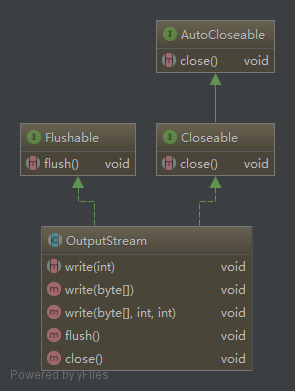 AutoCloseable
close() void
Flushable
flush() void
Closeable
close() void
OutputStream
write(int) void
write(byte[]) void
write(byte[], int, int) void
flush() void
close() void
Powered by yFiles